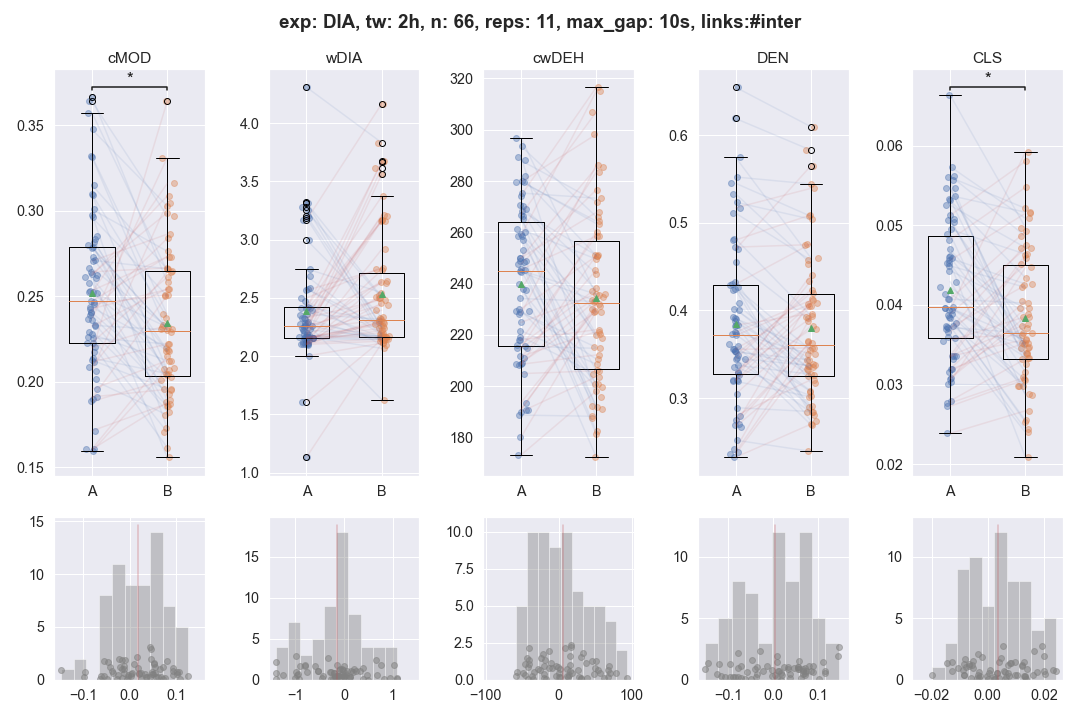 exp: DIA, tw: 2h, n: 66, reps: 11, max_gap: 10s, links:#inter
cMOD wDIA cwDEH DEN CLS
* *
0.35 0.30 0.25 0.20 0.15
4.0 3.5 3.0 2.5 2.0 1.5 1.0
320 300 280 260 240 220 200 180
0.6 0.5 0.4 0.3
0.06 0.05 0.04 0.03 0.02
A B A B A B A B A B
15 10 5 0
15 10 5 0
10.0 7.5 5.0 2.5 0.0
10 5 0
10 5 0
−0.1 0.0 0.1 −1 0 1 −100 0 100 −0.1 0.0 0.1 −0.02 0.00 0.02